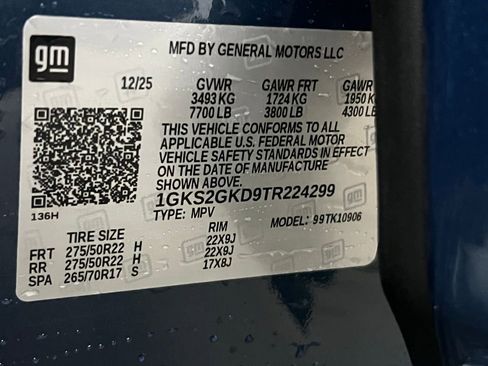 gm
MFD BY GENERAL MOTORS LLC
12/25 GVWR GAWR FRT GAWR
3493 KG 1724 KG 1950 KG
7700 LB 3800 LB 4300 LB
THIS VEHICLE CONFORMS TO ALL
APPLICABLE U.S. FEDERAL MOTOR
VEHICLE SAFETY STANDARDS IN EFFECT
ON THE DATE OF MANUFACTURE
SHOWN ABOVE.
1GKS2GKD9TR224299
136H TYPE: MPV MODEL: 99TK10906
TIRE SIZE RIM
FRT 275/50R22 H 22X9J
RR 275/50R22 H 22X9J
SPA 265/70R17 S 17X8J